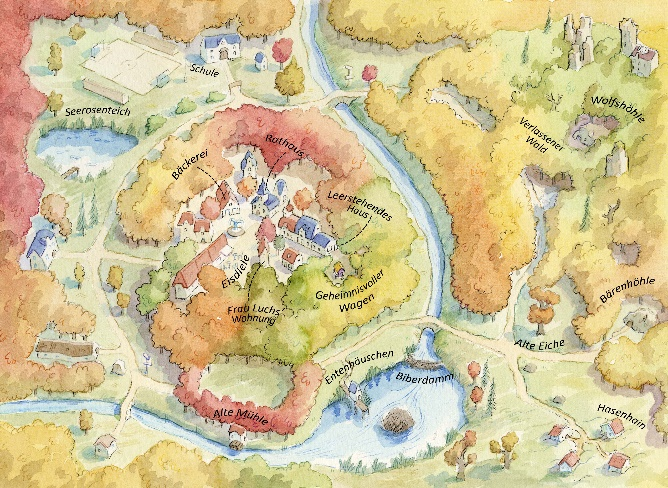 Schule
Seerosenteich
Wolfshöhle
Verlassener
Wald
Rathaus
Bäckerei
Leerstehendes
Haus
Eisdiele
Geheimnisvoller
Wagen
Bärenhöhle
Frau Luchs
Wohnung
Alte Eiche
Entenhäuschen
Biberdamm
Alte Mühle
Hasenhain